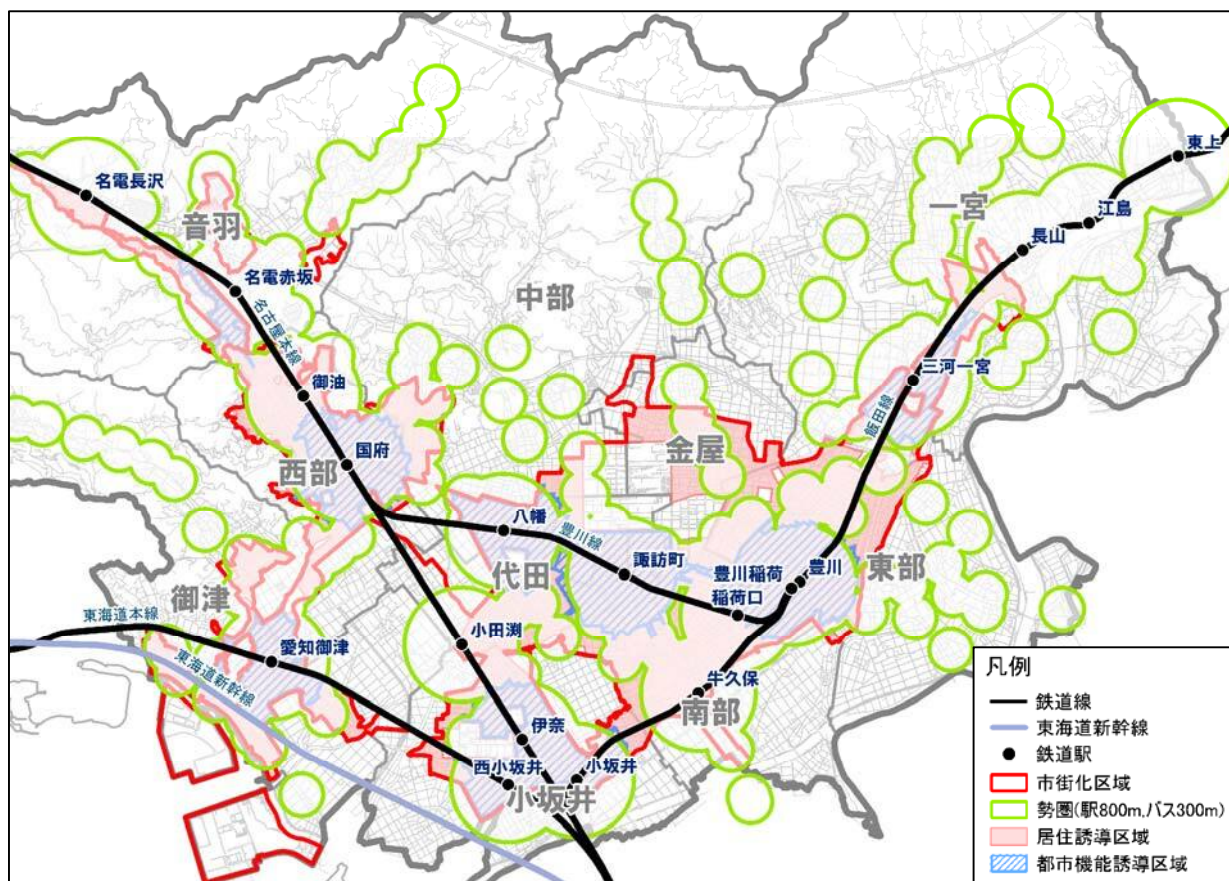 東上
名電長沢
江島
一宮
音羽
長山
名電赤坂
中部
名古屋本線
三河一宮
御油
飯田線
金屋
国府
西部
八幡
豊川線
諏訪町
代田
豊川稲荷
豊川
東部
稲荷口
御津
東海道本線
小田渕
愛知御津
東海道新幹線
牛久保
南部
伊奈
西小坂井
小坂井
小坂井
凡例
鉄道線
東海道新幹線
鉄道駅
市街化区域
勢圏(駅800m,バス300m)
居住誘導区域
都市機能誘導区域